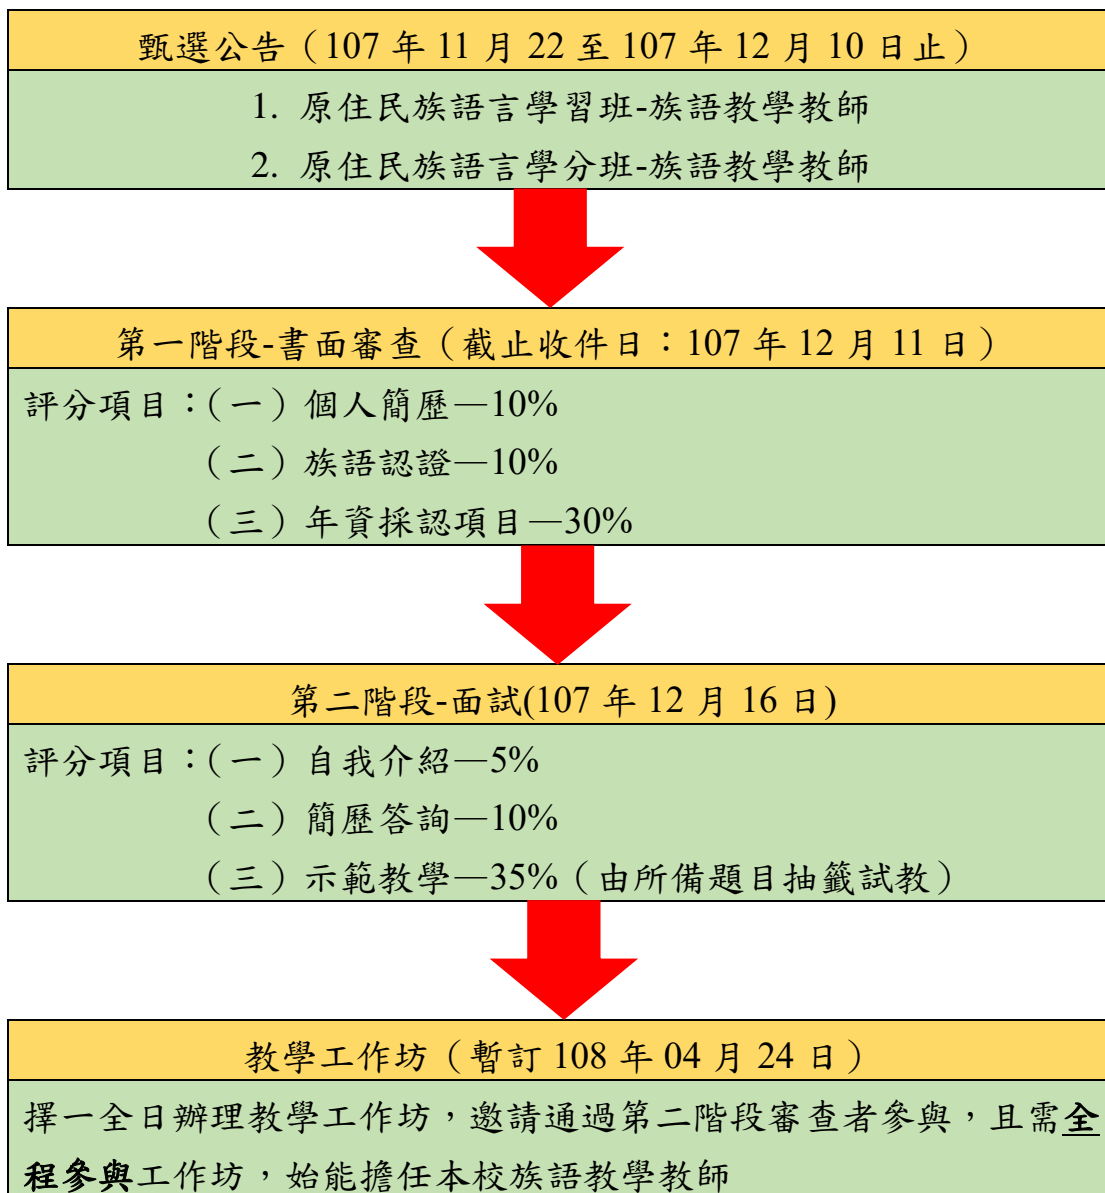 甄選公告（107 年 11 月 22 至 107 年 12 月 10 日止）
1. 原住民族語言學習班-族語教學教師
2. 原住民族語言學分班-族語教學教師
第一階段-書面審查（截止收件日：107 年 12 月 11 日）
評分項目：（一）個人簡歷—10%
（二）族語認證—10%
（三）年資採認項目—30%
第二階段-面試(107 年 12 月 16 日)
評分項目：（一）自我介紹—5%
（二）簡歷答詢—10%
（三）示範教學—35%（由所備題目抽籤試教）
教學工作坊（暫訂 108 年 04 月 24 日）
擇一全日辦理教學工作坊，邀請通過第二階段審查者參與，且需全
程參與工作坊，始能擔任本校族語教學教師